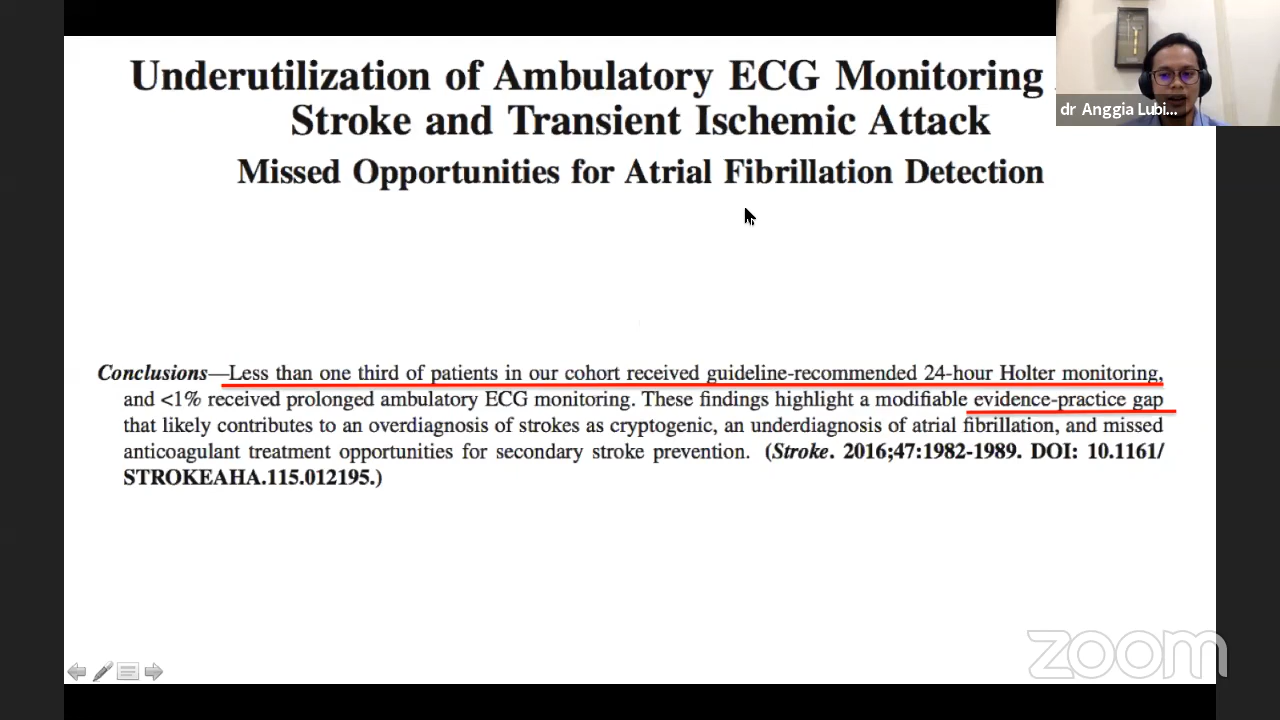 Underutilization of Ambulatory ECG Monitoring
Stroke and Transient Ischemic Attack
Missed Opportunities for Atrial Fibrillation Detection
dr Anggia Lubi...
Conclusions—Less than one third of patients in our cohort received guideline-recommended 24-hour Holter monitoring,
and <1% received prolonged ambulatory ECG monitoring. These findings highlight a modifiable evidence-practice gap
that likely contributes to an overdiagnosis of strokes as cryptogenic, an underdiagnosis of atrial fibrillation, and missed
anticoagulant treatment opportunities for secondary stroke prevention. (Stroke. 2016;47:1982-1989. DOI: 10.1161/
STROKEAHA.115.012195.)
zoom